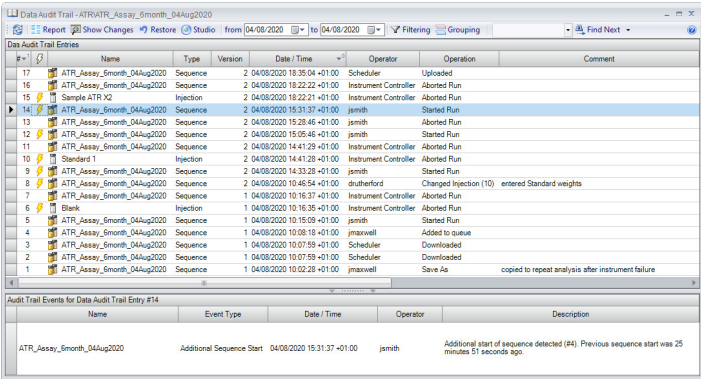 Data Audit Trail - ATR\ATR_Assay_6month_04Aug2020
Report Show Changes Restore Studio from 04/08/2020 to 04/08/2020 Filtering Grouping Find Next
Data Audit Trail Entries
# Name Type Version Date / Time Operator Operation Comment
17 ATR_Assay_6month_04Aug2020 Sequence 2 04/08/2020 18:35:04 +01:00 Scheduler Uploaded
16 ATR_Assay_6month_04Aug2020 Sequence 2 04/08/2020 18:22:22 +01:00 Instrument Controller Aborted Run
15 Sample ATR X2 Injection 2 04/08/2020 18:22:21 +01:00 Instrument Controller Aborted Run
14 ATR_Assay_6month_04Aug2020 Sequence 2 04/08/2020 15:31:37 +01:00 jsmith Started Run
13 ATR_Assay_6month_04Aug2020 Sequence 2 04/08/2020 15:28:46 +01:00 jsmith Aborted Run
12 ATR_Assay_6month_04Aug2020 Sequence 2 04/08/2020 15:05:46 +01:00 jsmith Started Run
11 ATR_Assay_6month_04Aug2020 Sequence 2 04/08/2020 14:41:29 +01:00 Instrument Controller Aborted Run
10 Standard 1 Injection 2 04/08/2020 14:41:28 +01:00 Instrument Controller Aborted Run
9 ATR_Assay_6month_04Aug2020 Sequence 2 04/08/2020 14:33:28 +01:00 jsmith Started Run
8 ATR_Assay_6month_04Aug2020 Sequence 2 04/08/2020 10:46:54 +01:00 drutherford Changed Injection (10) entered Standard weights
7 ATR_Assay_6month_04Aug2020 Sequence 1 04/08/2020 10:16:37 +01:00 Instrument Controller Aborted Run
6 Blank Injection 1 04/08/2020 10:16:35 +01:00 Instrument Controller Aborted Run
5 ATR_Assay_6month_04Aug2020 Sequence 1 04/08/2020 10:15:09 +01:00 jsmith Started Run
4 ATR_Assay_6month_04Aug2020 Sequence 1 04/08/2020 10:08:18 +01:00 jmaxwell Added to queue
3 ATR_Assay_6month_04Aug2020 Sequence 1 04/08/2020 10:07:59 +01:00 Scheduler Downloaded
2 ATR_Assay_6month_04Aug2020 Sequence 1 04/08/2020 10:07:59 +01:00 Scheduler Downloaded
1 ATR_Assay_6month_04Aug2020 Sequence 1 04/08/2020 10:02:28 +01:00 jmaxwell Save As copied to repeat analysis after instrument failure
Audit Trail Events for Data Audit Trail Entry #14
Name Event Type Date / Time Operator Description
ATR_Assay_6month_04Aug2020 Additional Sequence Start 04/08/2020 15:31:37 +01:00 jsmith Additional start of sequence detected (#4). Previous sequence start was 25
minutes 51 seconds ago.